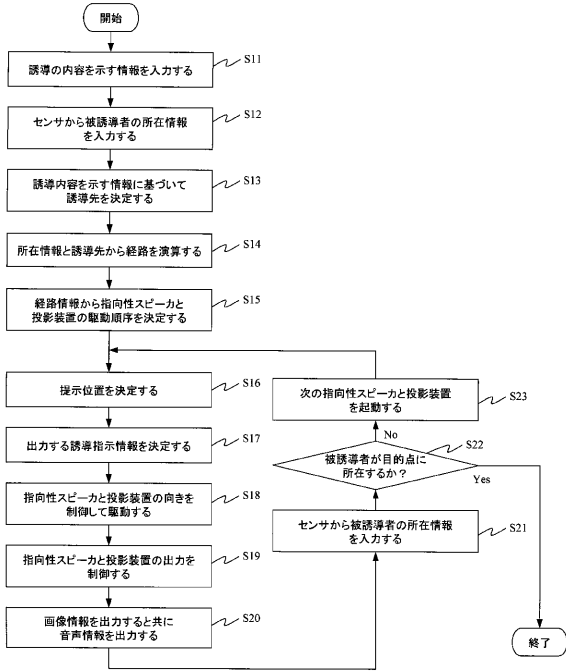 開始
誘導の内容を示す情報を入力する
S11
センサから被誘導者の所在情報
を入力する
S12
誘導内容を示す情報に基づいて
誘導先を決定する
S13
所在情報と誘導先から経路を演算する
S14
経路情報から指向性スピーカと
投影装置の駆動順序を決定する
S15
提示位置を決定する
S16
出力する誘導指示情報を決定する
S17
指向性スピーカと投影装置の向きを
制御して駆動する
S18
指向性スピーカと投影装置の出力を
制御する
S19
画像情報を出力すると共に
音声情報を出力する
S20
センサから被誘導者の所在情報
を入力する
S21
被誘導者が目的点に
所在するか？
S22
No
Yes
次の指向性スピーカと投影装置
を起動する
S23
終了